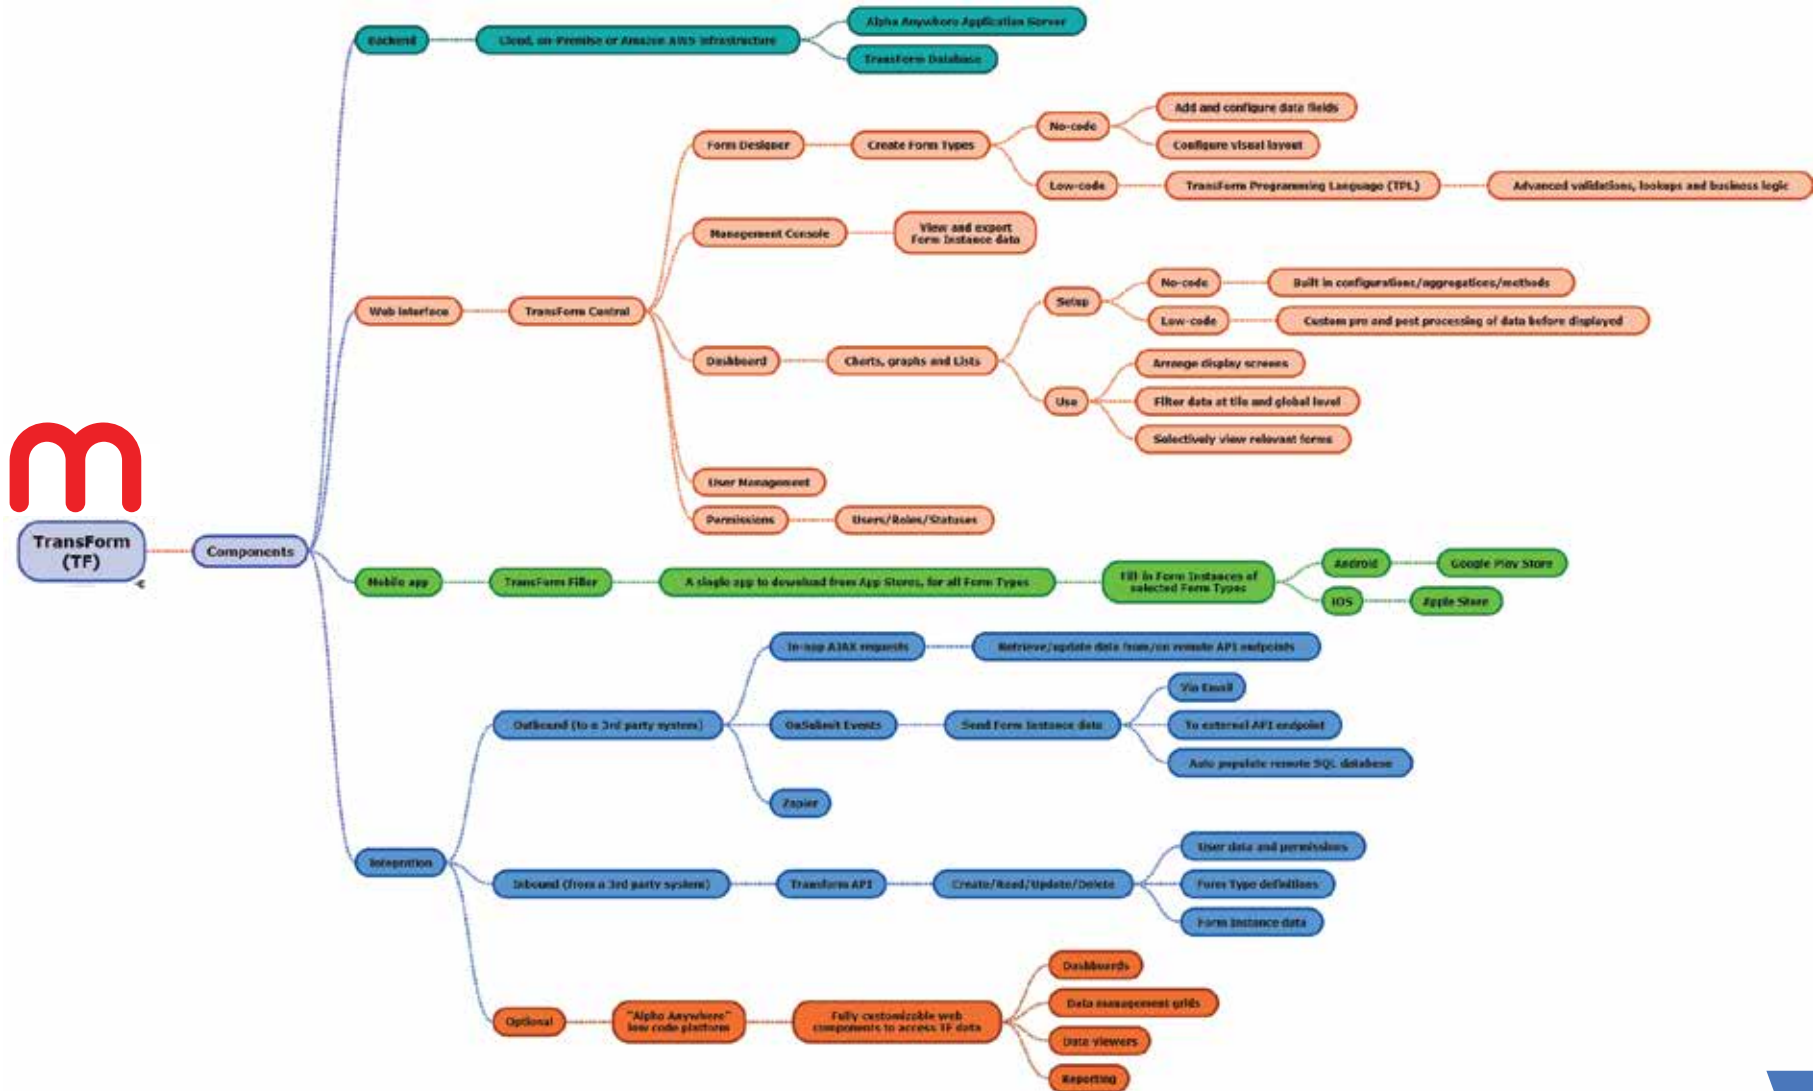 Backend
Cloud, on-Premise or Amazon AWS Infrastructure
Alpha Anywhere Application Server
TransForm Database
Web interface
TransForm Central
Form Designer
Create Form Types
No-code
Add and configure data fields
Configure visual layout
Low-code
TransForm Programming Language (TPL)
Advanced validations, lookups and business logic
Management Console
View and export
Form Instance data
Dashboard
Charts, graphs and Lists
Setup
No-code
Built in configurations/aggregations/methods
Low-code
Custom pre and post processing of data before displayed
Use
Arrange display screens
Filter data at tile and global level
Selectively view relevant forms
User Management
Permissions
Users/Roles/Statuses
m
TransForm
(TF)
Components
Mobile app
TransForm Filler
A single app to download from App Stores, for all Form Types
Fill in Form Instances of
selected Form Types
Android
Google Play Store
iOS
Apple Store
Integration
Outbound (to a 3rd party system)
In-app AJAX requests
Retrieve/update data from/on remote API endpoints
OnSubmit Events
Send Form Instance data
Via Email
To external API endpoint
Auto populate remote SQL database
Zapier
Inbound (from a 3rd party system)
Transform API
Create/Read/Update/Delete
User data and permissions
Form Type definitions
Form Instance data
Optional
"Alpha Anywhere"
low code platform
Fully customizable web
components to access TF data
Dashboards
Data management grids
Data viewers
Reporting